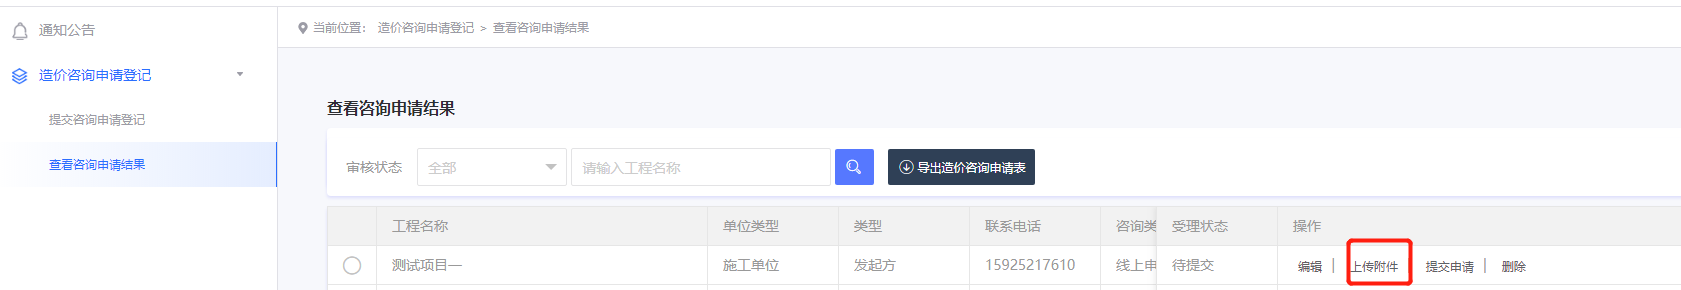 通知公告
造价咨询申请登记
提交咨询申请登记
查看咨询申请结果
当前位置： 造价咨询申请登记 > 查看咨询申请结果
查看咨询申请结果
审核状态 全部 请输入工程名称 导出造价咨询申请表
工程名称 单位类型 类型 联系电话 咨询类 受理状态 操作
测试项目一 施工单位 发起方 15925217610 线上申 待提交 编辑 | 上传附件 | 提交申请 | 删除